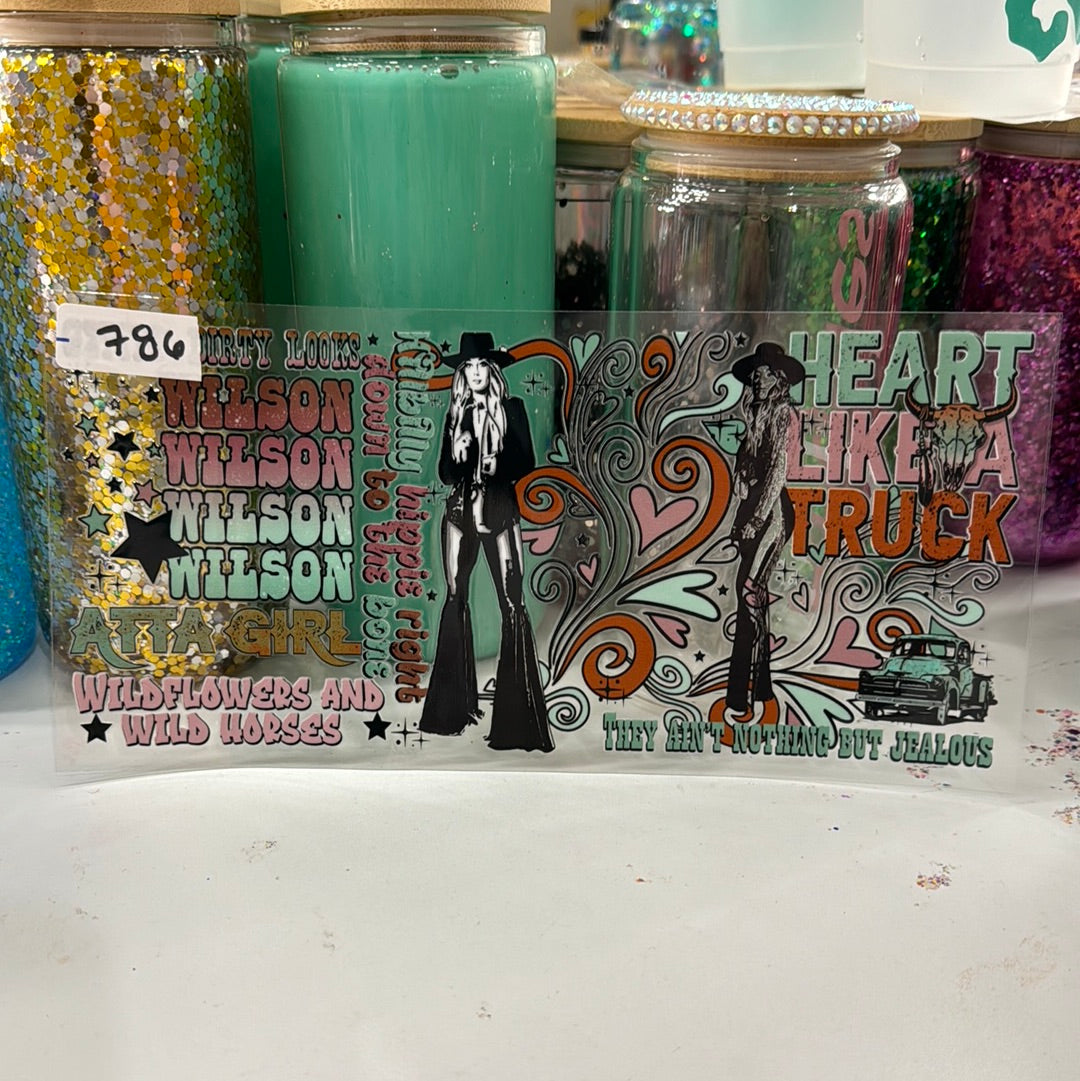 786
DIRTY LOOKS
WILSON
WILSON
WILSON
WILSON
ATTA GIRL
WILDFLOWERS AND
WILD HORSES
Hillbilly hippie right
down to the bone
HEART
LIKE A
TRUCK
THEY AIN'T NOTHING BUT JEALOUS